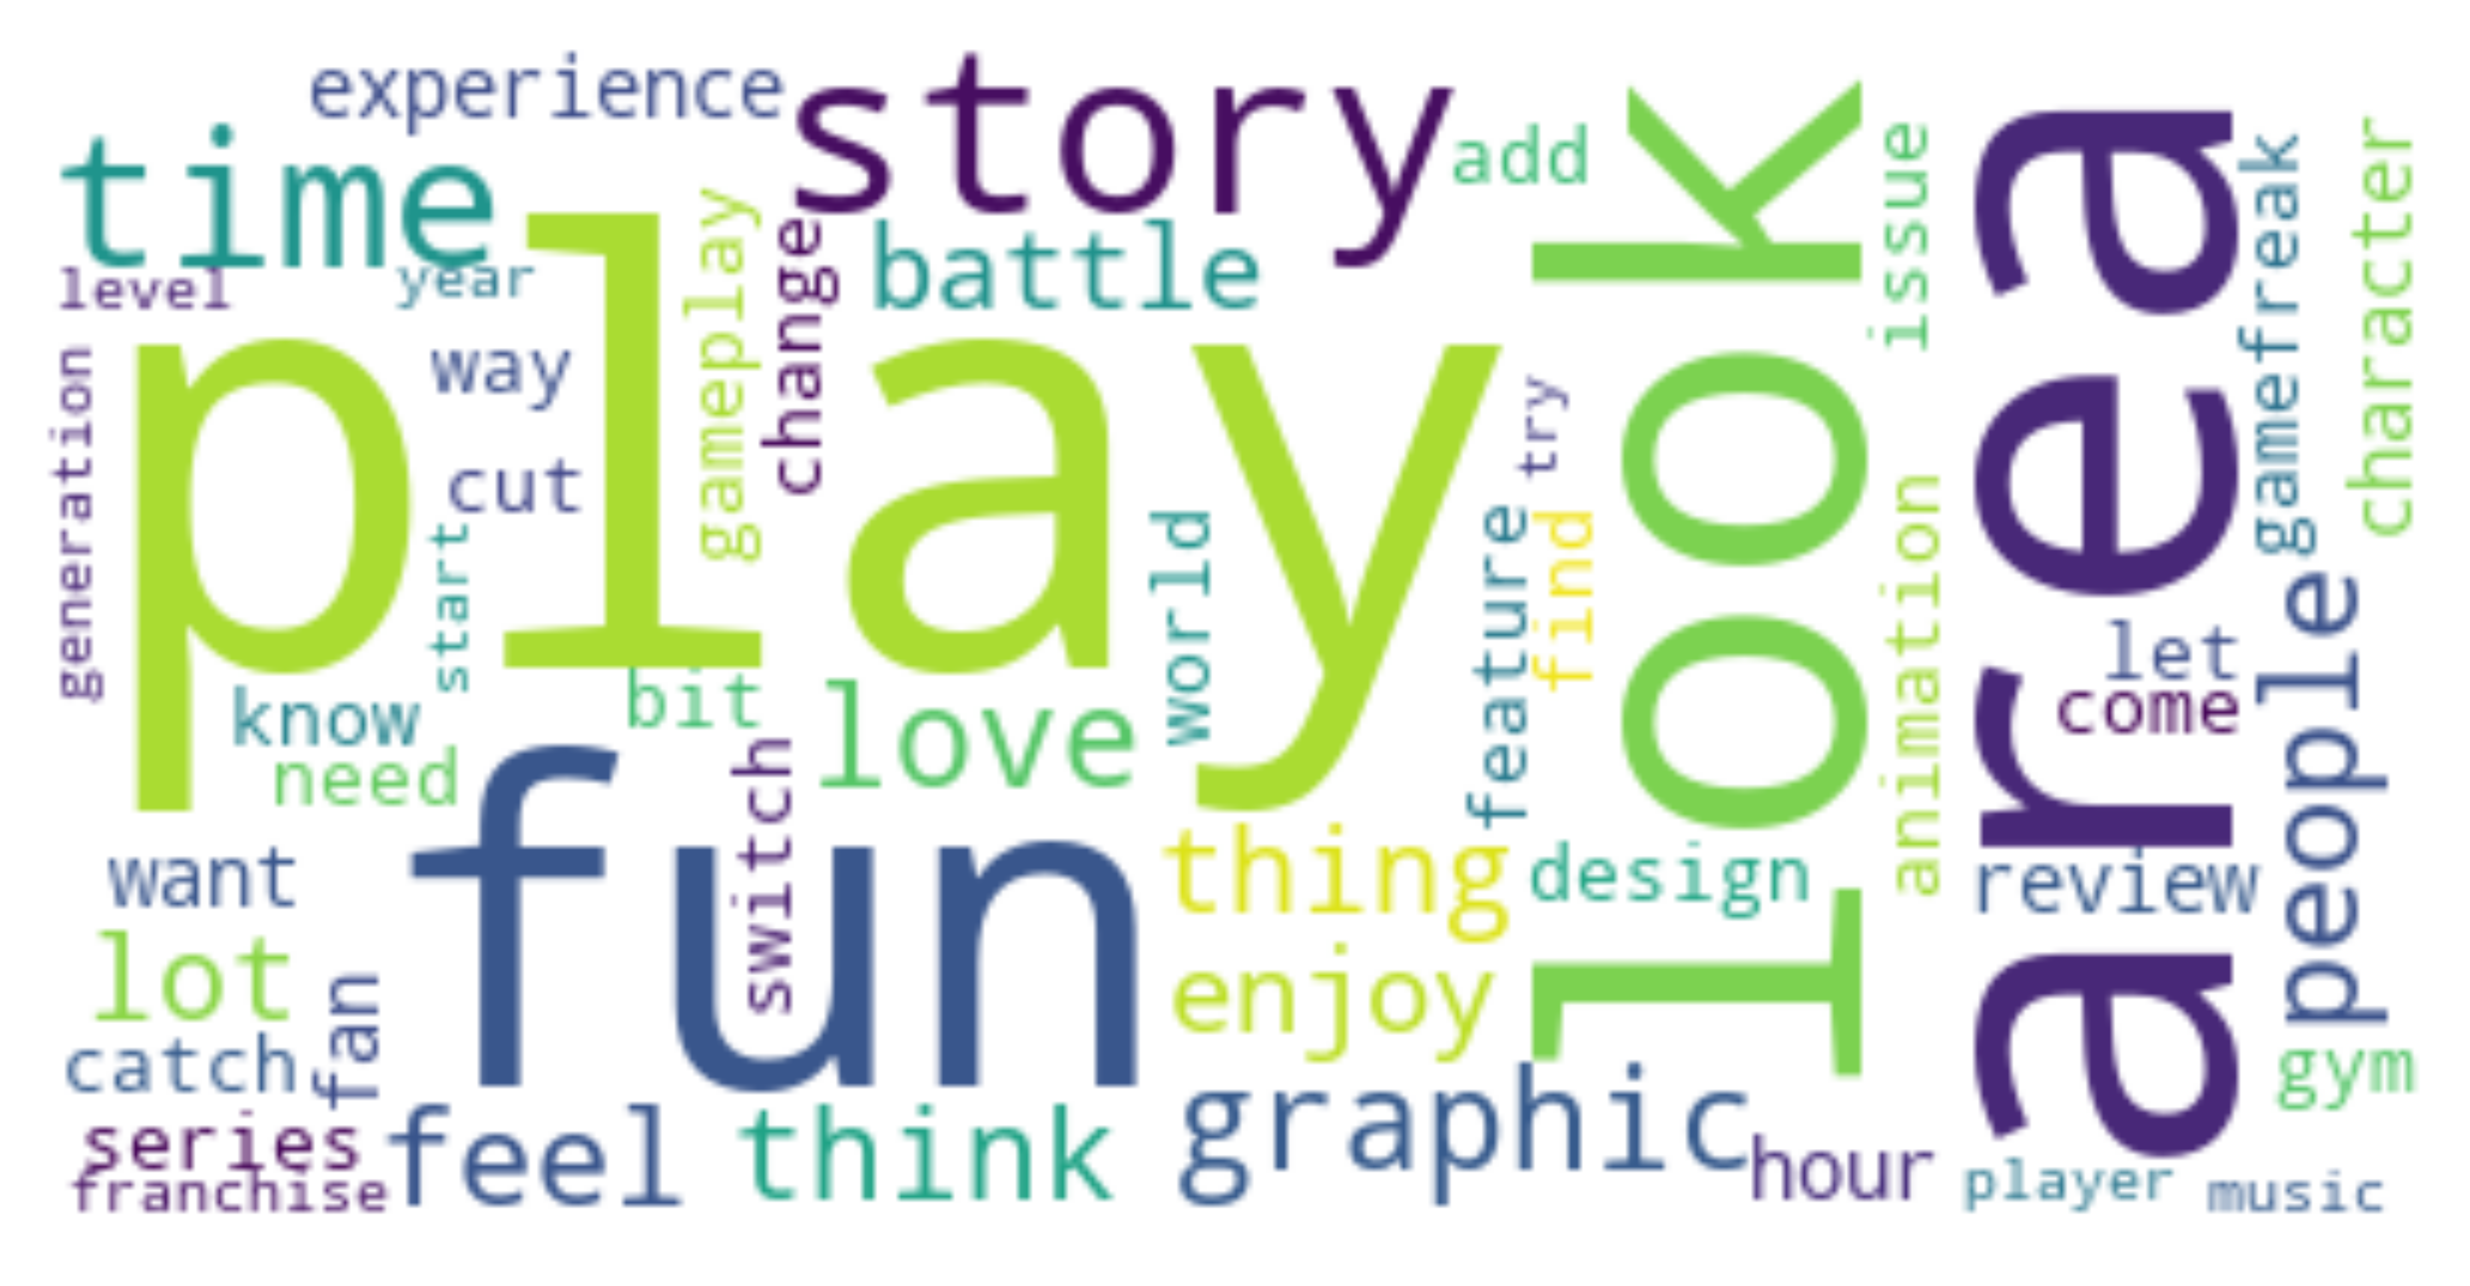 experience
story
time
add
level
year
gameplay
change
battle
look
issue
area
gamefreak
character
generation
way
play
cut
start
try
world
feature
find
animation
let
come
people
know
need
bit
love
switch
fun
want
thing
design
review
lot
fan
enjoy
catch
gym
series
franchise
feel
think
graphic
hour
player
music